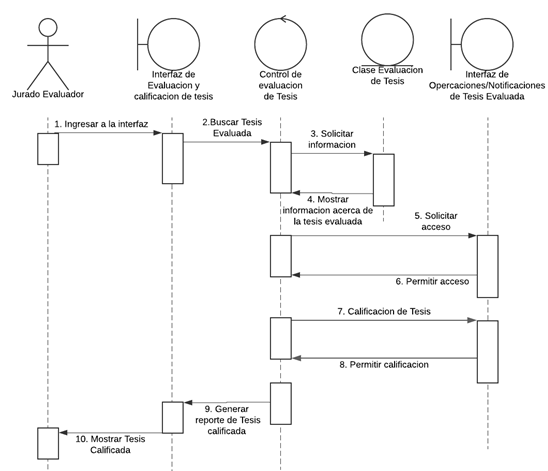 Jurado Evaluador
Interfaz de
Evaluacion y
calificacion de tesis
Control de
evaluacion
de Tesis
Clase Evaluacion
de Tesis
Interfaz de
Opercaciones/Notificaciones
de Tesis Evaluada
1. Ingresar a la interfaz
2.Buscar Tesis
Evaluada
3. Solicitar
informacion
4. Mostrar
informacion acerca de
la tesis evaluada
5. Solicitar
acceso
6. Permitir acceso
7. Calificacion de Tesis
8. Permitir calificacion
9. Generar
reporte de Tesis
calificada
10. Mostrar Tesis
Calificada